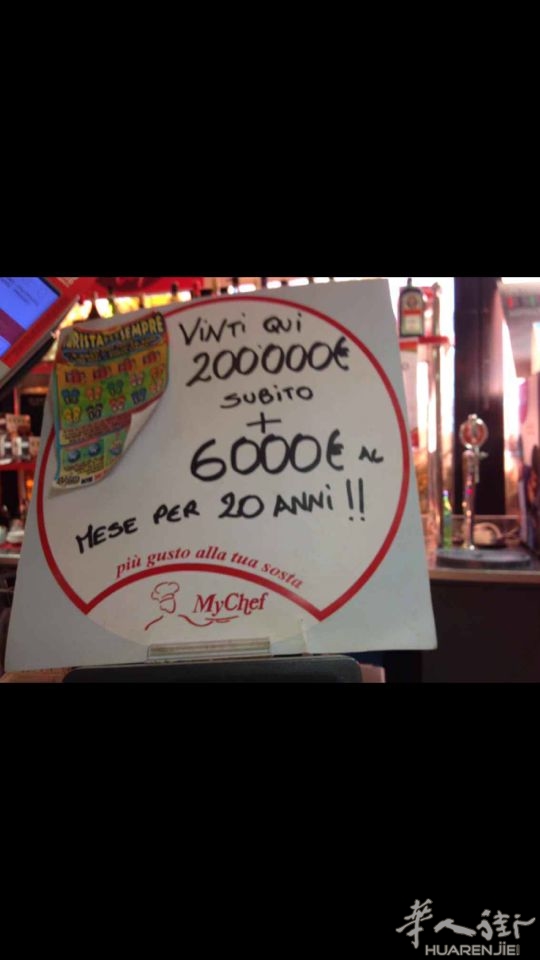 VINTI QUI
200'000€
SUBITO
+
6000€ AL
MESE PER 20 ANNI !!
più gusto alla tua sosta
MyChef
華人街
HUARENJIE